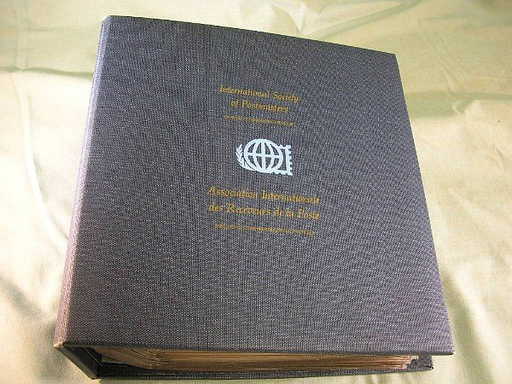 International Society
of Postmasters
Association Internationale
des Receveurs de la Poste